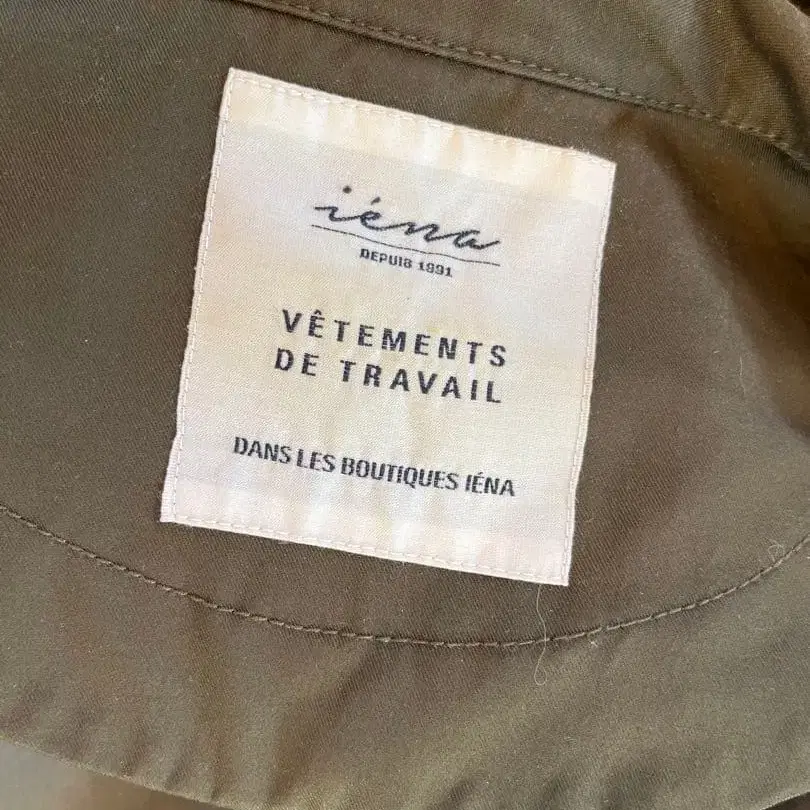 iéna
DEPUIS 1991
VÊTEMENTS
DE TRAVAIL
DANS LES BOUTIQUES IÉNA